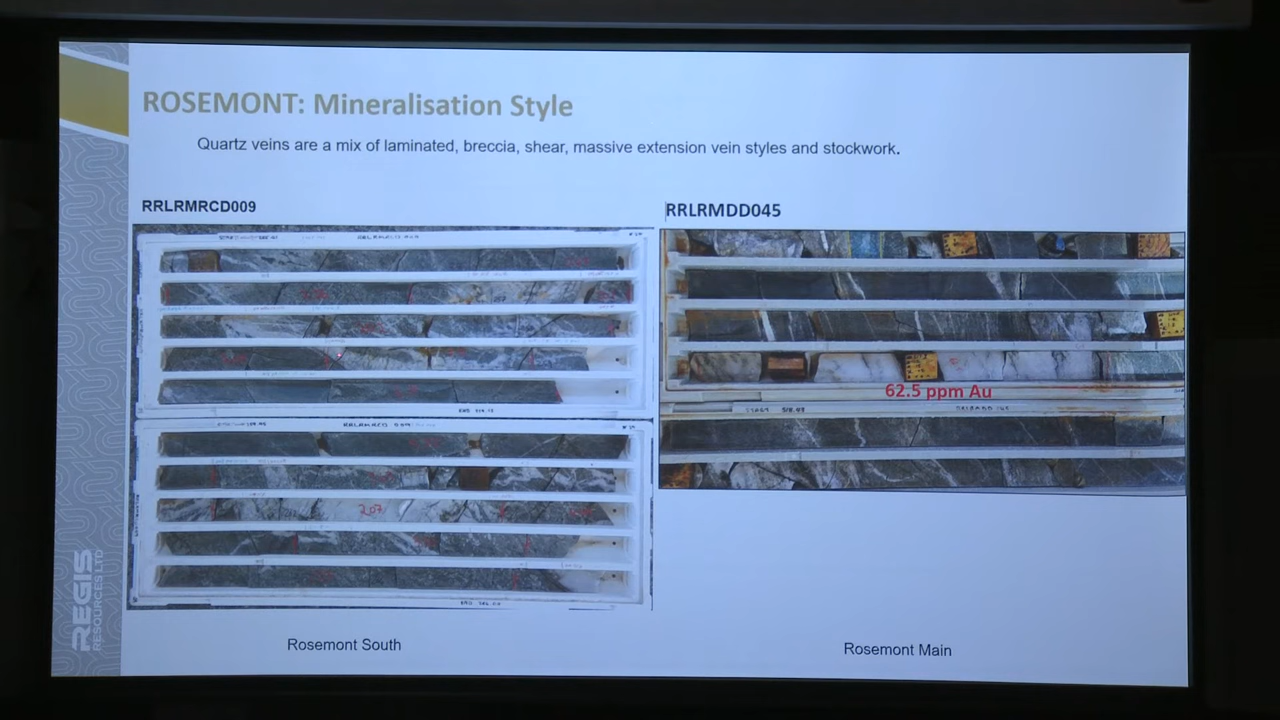 ROSEMONT: Mineralisation Style
Quartz veins are a mix of laminated, breccia, shear, massive extension vein styles and stockwork.
RRLRMRCD009
RRLRMDD045
62.5 ppm Au
207
Rosemont South
Rosemont Main
REGIS
RESOURCES LTD